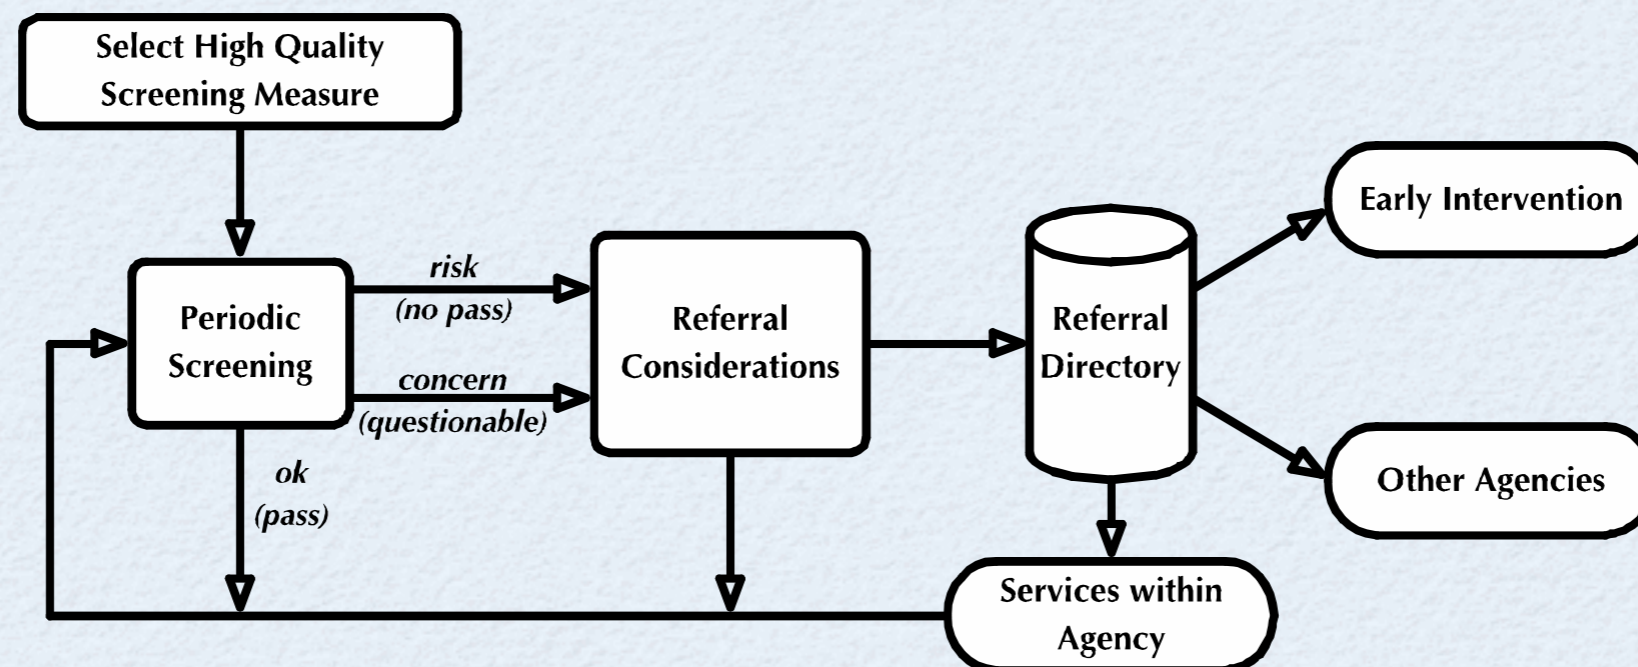 Select High Quality
Screening Measure
Early Intervention
risk
(no pass)
Periodic
Screening
Referral
Considerations
Referral
Directory
concern
(questionable)
ok
(pass)
Other Agencies
Services within
Agency